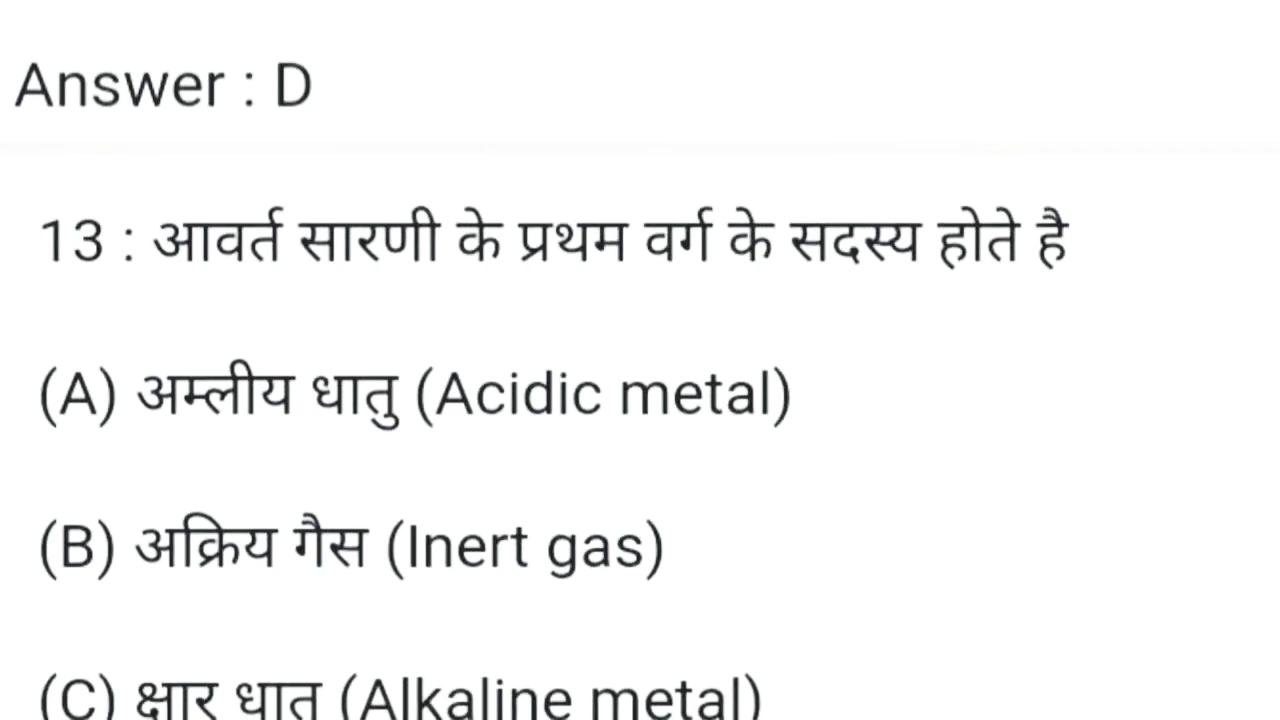 Answer : D
13 : आवर्त सारणी के प्रथम वर्ग के सदस्य होते है
(A) अम्लीय धातु (Acidic metal)
(B) अक्रिय गैस (Inert gas)
(C) क्षार धातु (Alkaline metal)